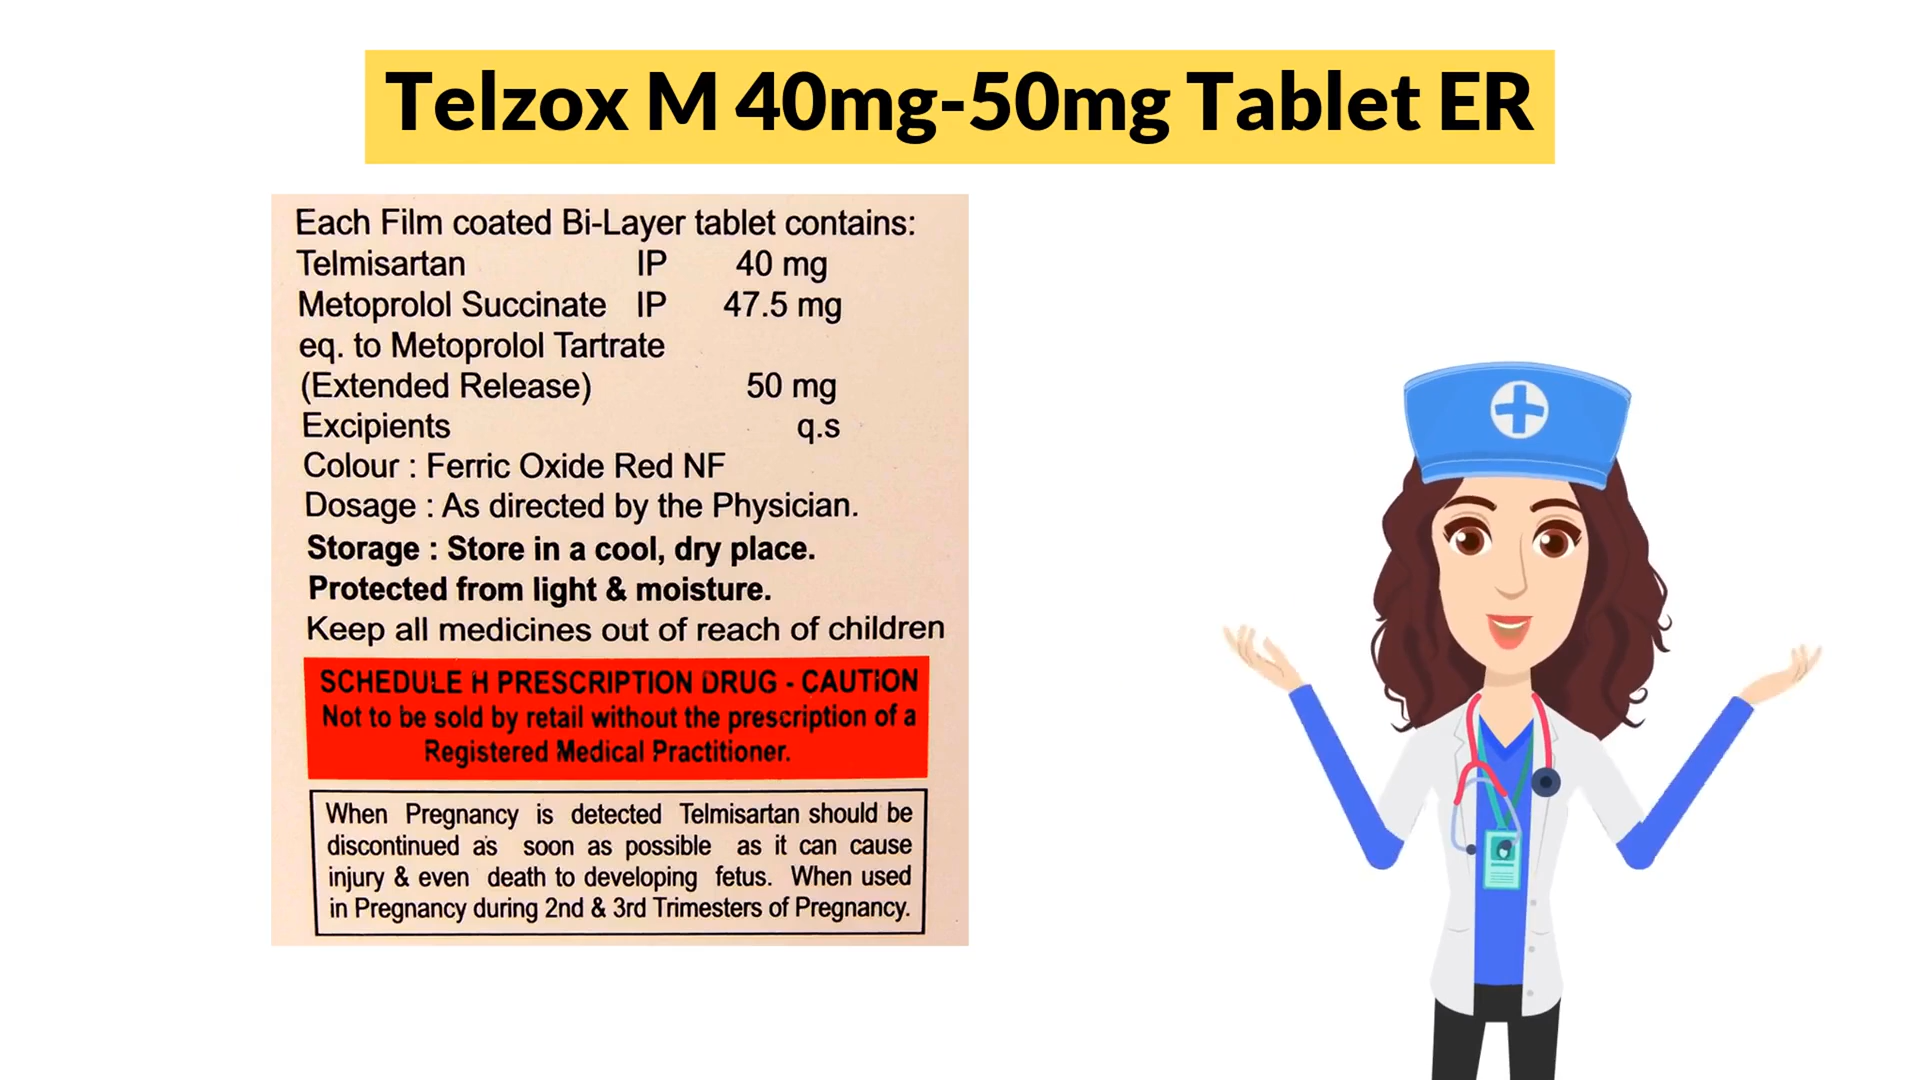 Telzox M 40mg-50mg Tablet ER
Each Film coated Bi-Layer tablet contains:
Telmisartan IP 40 mg
Metoprolol Succinate IP 47.5 mg
eq. to Metoprolol Tartrate
(Extended Release) 50 mg
Excipients q.s
Colour : Ferric Oxide Red NF
Dosage : As directed by the Physician.
Storage : Store in a cool, dry place.
Protected from light & moisture.
Keep all medicines out of reach of children
SCHEDULE H PRESCRIPTION DRUG - CAUTION
Not to be sold by retail without the prescription of a
Registered Medical Practitioner.
When Pregnancy is detected Telmisartan should be
discontinued as soon as possible as it can cause
injury & even death to developing fetus. When used
in Pregnancy during 2nd & 3rd Trimesters of Pregnancy.